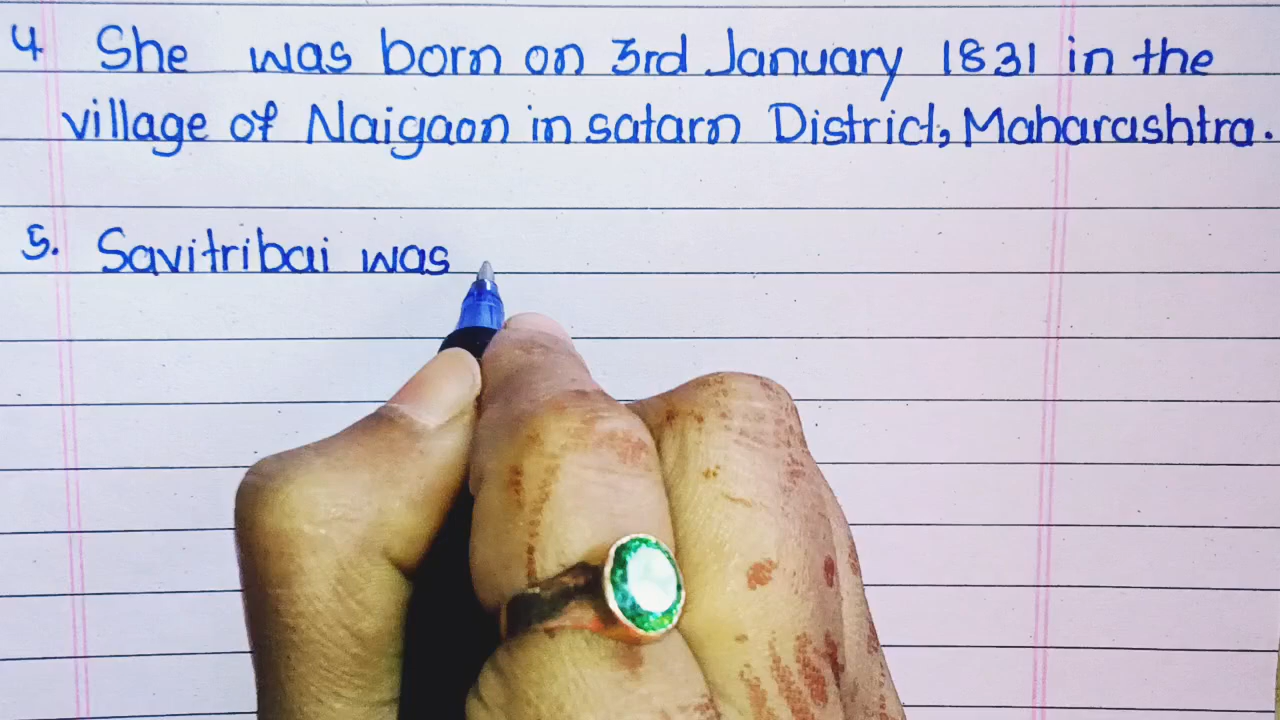 4 She was born on 3rd January 1831 in the
village of Naigaon in satarn District, Maharashtra.
5. Savitribai was